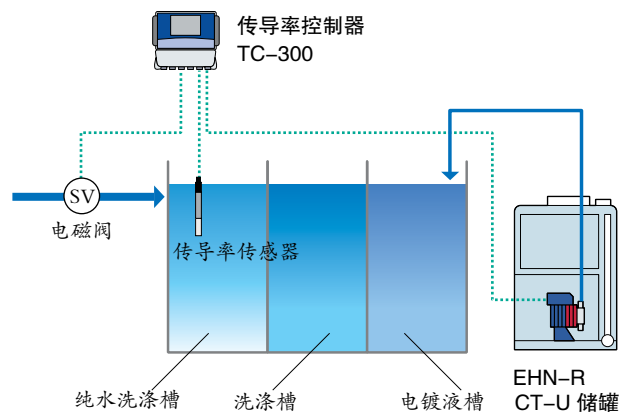 传导率控制器
TC-300
SV
电磁阀
传导率传感器
纯水洗涤槽
洗涤槽
电镀液槽
EHN-R
CT-U 储罐